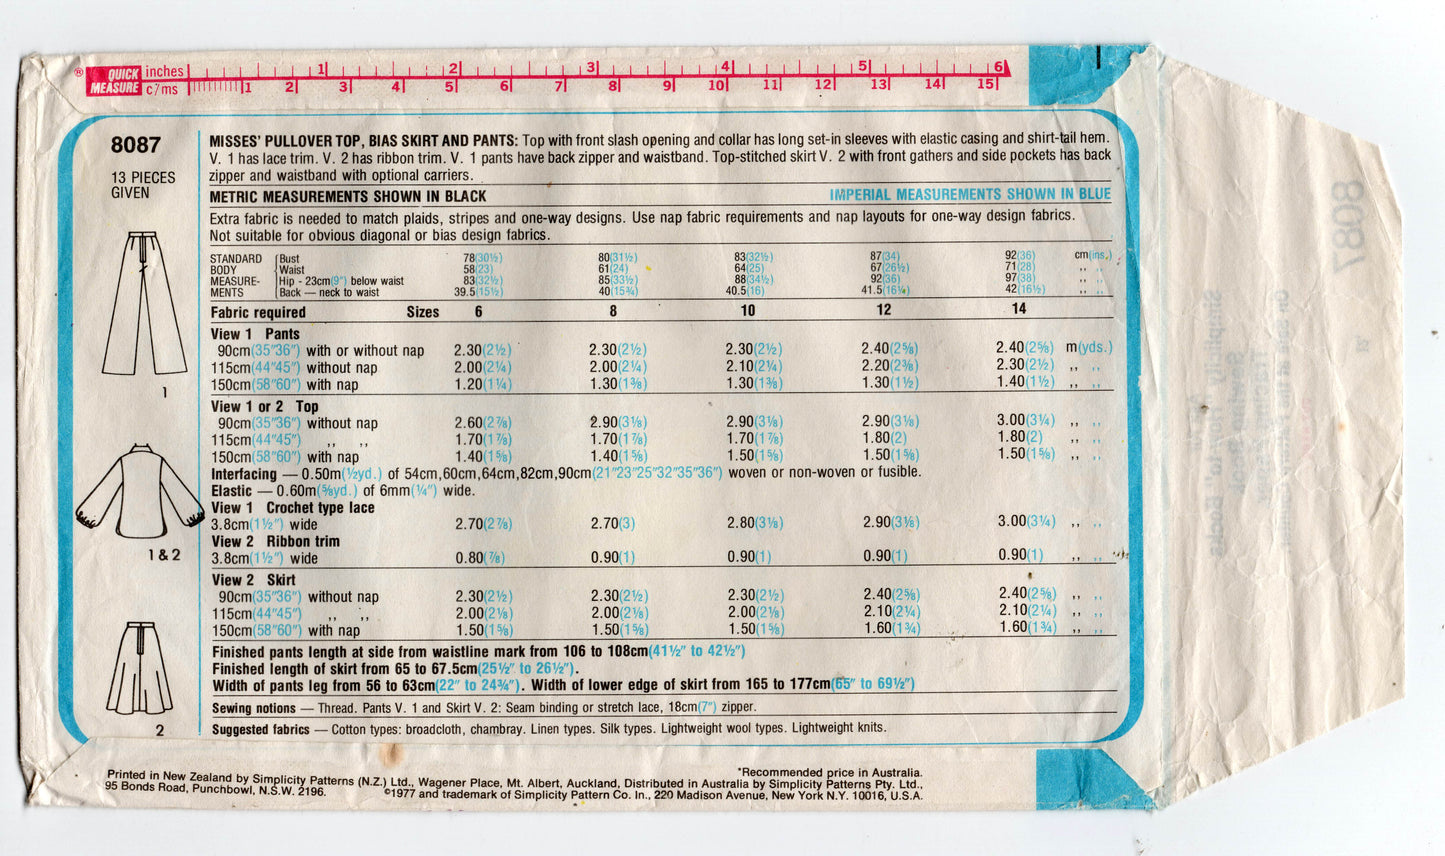 ® QUICK MEASURE inches 1 2 3 4 5 6
c/ms 1 2 3 4 5 6 7 8 9 10 11 12 13 14 15
8087
13 PIECES
GIVEN
MISSES' PULLOVER TOP, BIAS SKIRT AND PANTS: Top with front slash opening and collar has long set-in sleeves with elastic casing and shirt-tail hem.
V. 1 has lace trim. V. 2 has ribbon trim. V. 1 pants have back zipper and waistband. Top-stitched skirt V. 2 with front gathers and side pockets has back
zipper and waistband with optional carriers.
METRIC MEASUREMENTS SHOWN IN BLACK IMPERIAL MEASUREMENTS SHOWN IN BLUE
Extra fabric is needed to match plaids, stripes and one-way designs. Use nap fabric requirements and nap layouts for one-way design fabrics.
Not suitable for obvious diagonal or bias design fabrics.
STANDARD Bust 78(30½) 80(31½) 83(32½) 87(34) 92(36) cm(ins.)
BODY Waist 58(23) 61(24) 64(25) 67(26½) 71(28) ,, ,,
MEASURE- Hip - 23cm(9") below waist 83(32½) 85(33½) 88(34½) 92(36) 97(38) ,, ,,
MENTS Back — neck to waist 39.5(15½) 40(15¾) 40.5(16) 41.5(16¼) 42(16½) ,, ,,
Fabric required Sizes 6 8 10 12 14
View 1 Pants
90cm(35"36") with or without nap 2.30(2½) 2.30(2½) 2.30(2½) 2.40(2⅝) 2.40(2⅝) m(yds.)
115cm(44"45") without nap 2.00(2¼) 2.00(2¼) 2.10(2¼) 2.20(2⅜) 2.30(2½) ,, ,,
150cm(58"60") with nap 1.20(1¼) 1.30(1⅜) 1.30(1⅜) 1.30(1½) 1.40(1½) ,, ,,
View 1 or 2 Top
90cm(35"36") without nap 2.60(2⅞) 2.90(3⅛) 2.90(3⅛) 2.90(3⅛) 3.00(3¼) ,, ,,
115cm(44"45") ,, ,, 1.70(1⅞) 1.70(1⅞) 1.70(1⅞) 1.80(2) 1.80(2) ,, ,,
150cm(58"60") with nap 1.40(1⅝) 1.40(1⅝) 1.50(1⅝) 1.50(1⅝) 1.50(1⅝) ,, ,,
Interfacing — 0.50m(½yd.) of 54cm,60cm,64cm,82cm,90cm(21"23"25"32"35"36") woven or non-woven or fusible.
Elastic — 0.60m(⅝yd.) of 6mm(¼") wide.
View 1 Crochet type lace
3.8cm(1½") wide 2.70(2⅞) 2.70(3) 2.80(3⅛) 2.90(3⅛) 3.00(3¼) ,, ,,
View 2 Ribbon trim
3.8cm(1½") wide 0.80(⅞) 0.90(1) 0.90(1) 0.90(1) 0.90(1) ,, ,,
View 2 Skirt
90cm(35"36") without nap 2.30(2½) 2.30(2½) 2.30(2½) 2.40(2⅝) 2.40(2⅝) ,, ,,
115cm(44"45") ,, ,, 2.00(2⅛) 2.00(2⅛) 2.00(2⅛) 2.10(2¼) 2.10(2¼) ,, ,,
150cm(58"60") with nap 1.50(1⅝) 1.50(1⅝) 1.50(1⅝) 1.60(1¾) 1.60(1¾) ,, ,,
Finished pants length at side from waistline mark from 106 to 108cm(41½" to 42½")
Finished length of skirt from 65 to 67.5cm(25½" to 26½").
Width of pants leg from 56 to 63cm(22" to 24¾"). Width of lower edge of skirt from 165 to 177cm(65" to 69½")
Sewing notions — Thread. Pants V. 1 and Skirt V. 2: Seam binding or stretch lace, 18cm(7") zipper.
Suggested fabrics — Cotton types: broadcloth, chambray. Linen types. Silk types. Lightweight wool types. Lightweight knits.
1
1 & 2
2
*Recommended price in Australia.
Printed in New Zealand by Simplicity Patterns (N.Z.) Ltd., Wagener Place, Mt. Albert, Auckland, Distributed in Australia by Simplicity Patterns Pty. Ltd.,
95 Bonds Road, Punchbowl, N.S.W. 2196. ©1977 and trademark of Simplicity Pattern Co. In., 220 Madison Avenue, New York N.Y. 10016, U.S.A.
8087